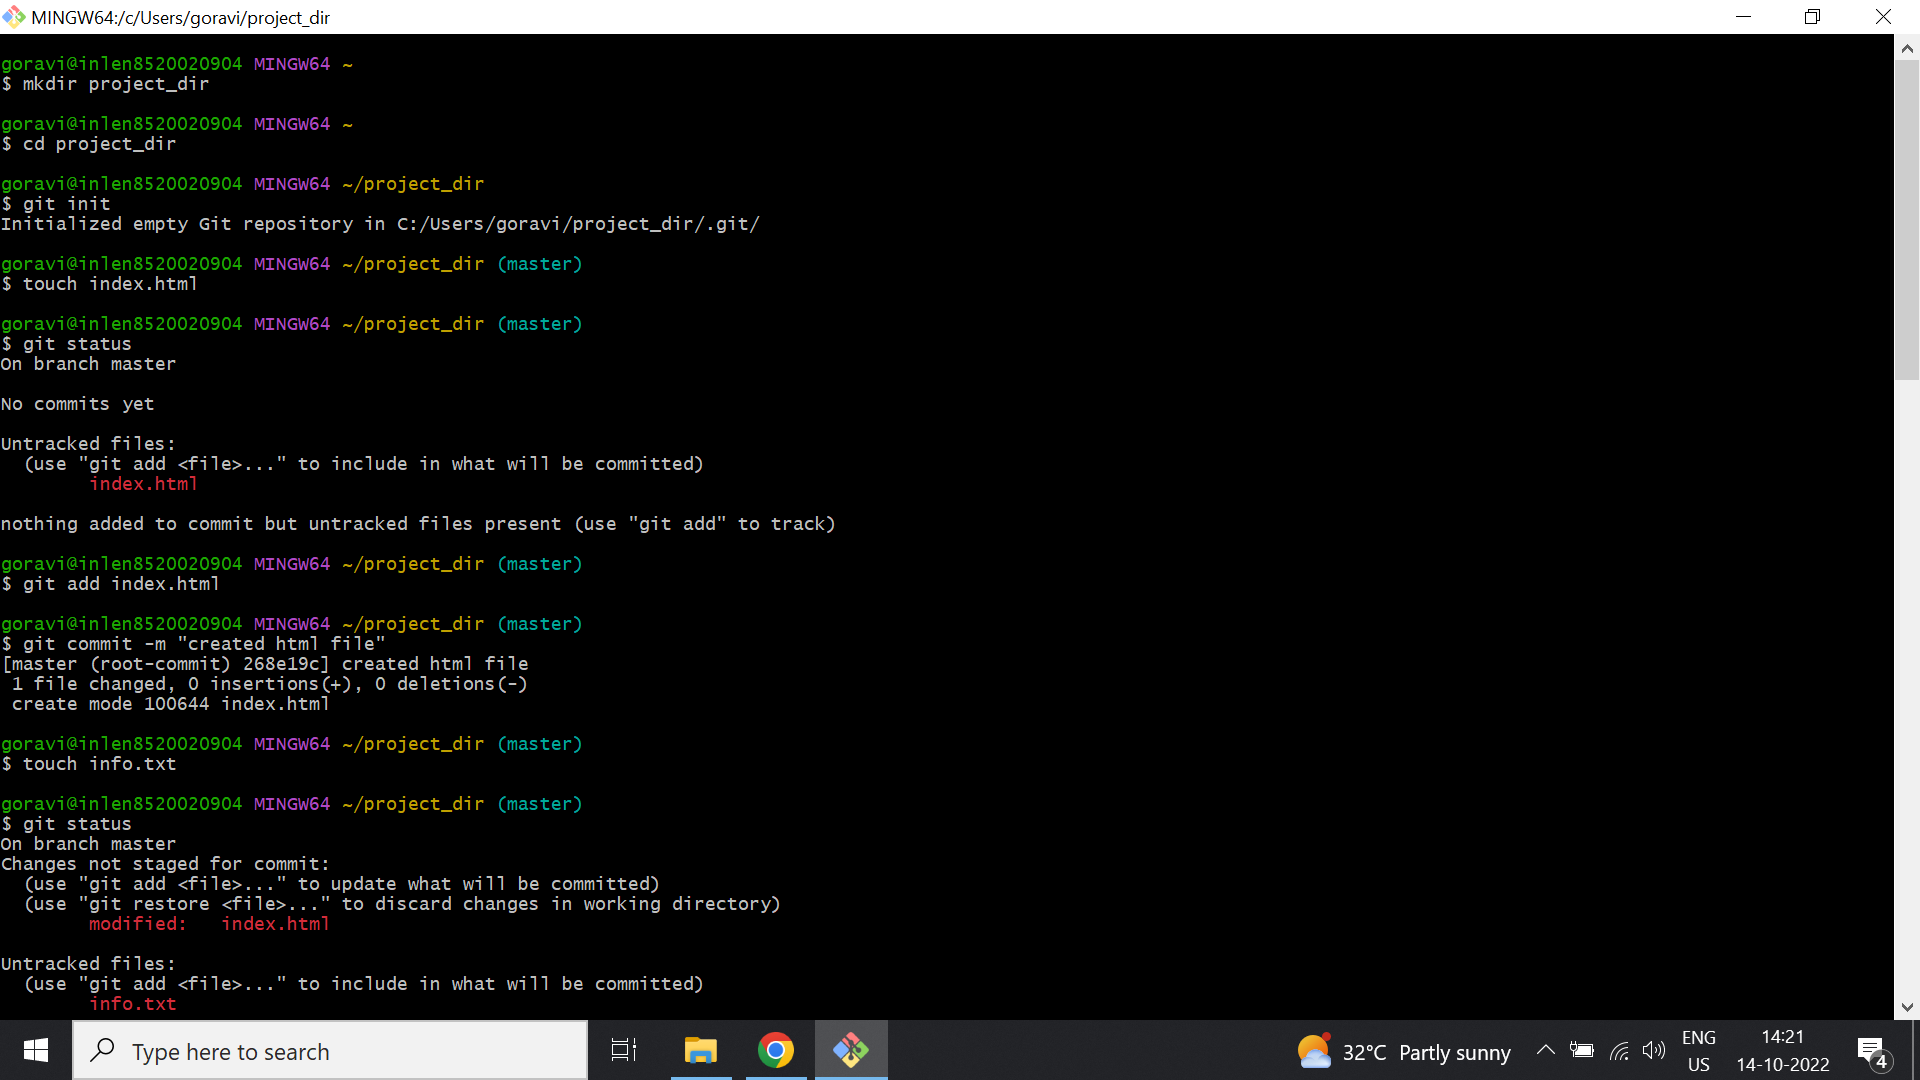 MINGW64:/c/Users/goravi/project_dir
goravi@inlen8520020904 MINGW64 ~
$ mkdir project_dir
goravi@inlen8520020904 MINGW64 ~
$ cd project_dir
goravi@inlen8520020904 MINGW64 ~/project_dir
$ git init
Initialized empty Git repository in C:/Users/goravi/project_dir/.git/
goravi@inlen8520020904 MINGW64 ~/project_dir (master)
$ touch index.html
goravi@inlen8520020904 MINGW64 ~/project_dir (master)
$ git status
On branch master
No commits yet
Untracked files:
  (use "git add <file>..." to include in what will be committed)
        index.html
nothing added to commit but untracked files present (use "git add" to track)
goravi@inlen8520020904 MINGW64 ~/project_dir (master)
$ git add index.html
goravi@inlen8520020904 MINGW64 ~/project_dir (master)
$ git commit -m "created html file"
[master (root-commit) 268e19c] created html file
 1 file changed, 0 insertions(+), 0 deletions(-)
 create mode 100644 index.html
goravi@inlen8520020904 MINGW64 ~/project_dir (master)
$ touch info.txt
goravi@inlen8520020904 MINGW64 ~/project_dir (master)
$ git status
On branch master
Changes not staged for commit:
  (use "git add <file>..." to update what will be committed)
  (use "git restore <file>..." to discard changes in working directory)
        modified:   index.html
Untracked files:
  (use "git add <file>..." to include in what will be committed)
        info.txt
Type here to search
32°C Partly sunny
ENG
US
14:21
14-10-2022
4